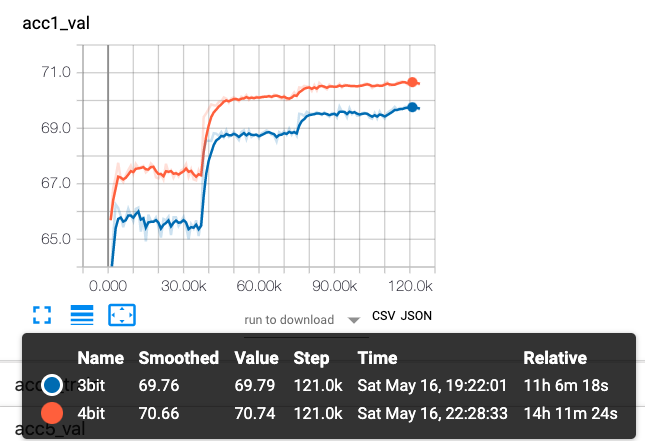 acc1_val
71.0
69.0
67.0
65.0
0.000 30.00k 60.00k 90.00k 120.0k
run to download CSV JSON
Name Smoothed Value Step Time Relative
3bit 69.76 69.79 121.0k Sat May 16, 19:22:01 11h 6m 18s
4bit 70.66 70.74 121.0k Sat May 16, 22:28:33 14h 11m 24s
acc5_val